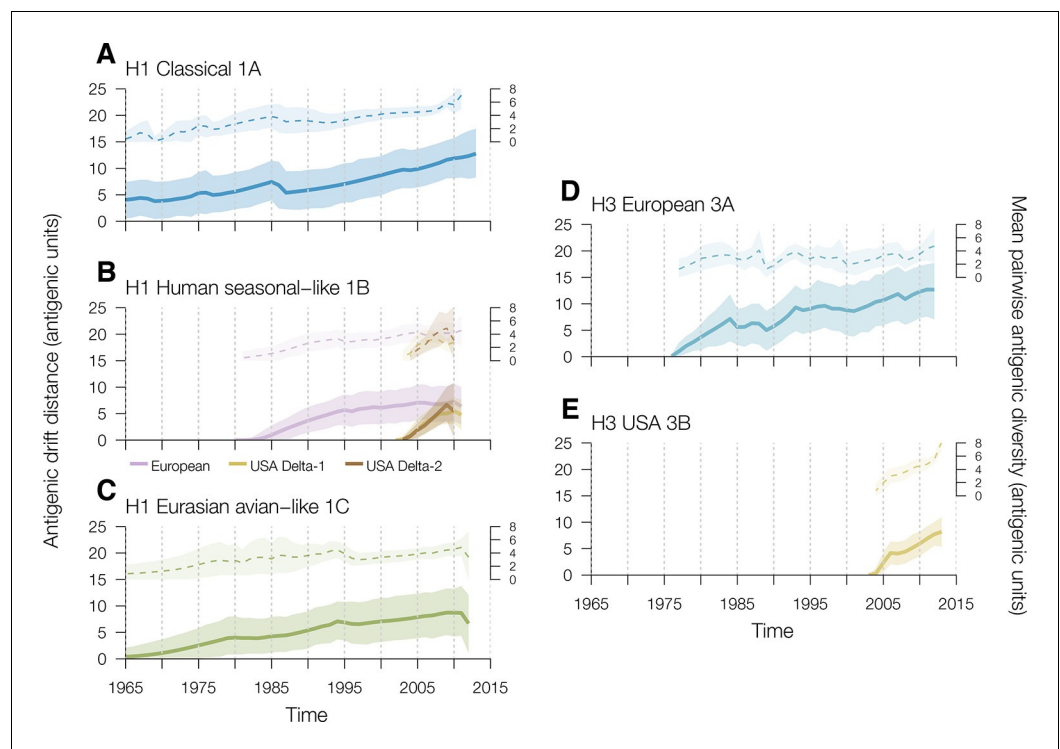 A
H1 Classical 1A
25
20
15
10
5
0
8
6
4
2
0
B
H1 Human seasonal–like 1B
25
20
15
10
5
0
8
6
4
2
0
European
USA Delta-1
USA Delta-2
C
H1 Eurasian avian–like 1C
25
20
15
10
5
0
8
6
4
2
0
1965 1975 1985 1995 2005 2015
Time
Antigenic drift distance (antigenic units)
D
H3 European 3A
25
20
15
10
5
0
8
6
4
2
0
E
H3 USA 3B
25
20
15
10
5
0
8
6
4
2
0
1965 1975 1985 1995 2005 2015
Time
Mean pairwise antigenic diversity (antigenic units)